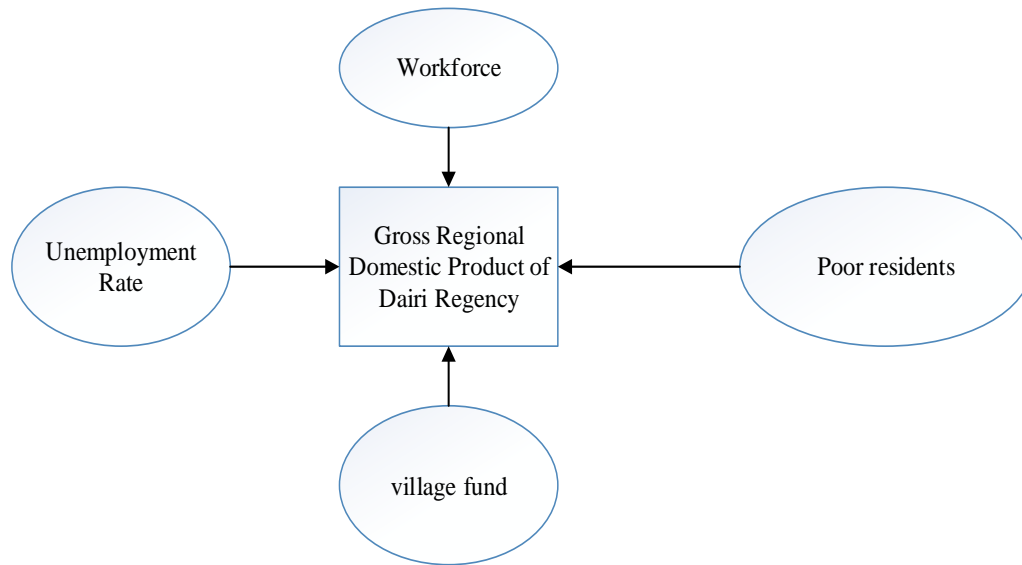 Workforce
Unemployment
Rate
Gross Regional
Domestic Product of
Dairi Regency
Poor residents
village fund